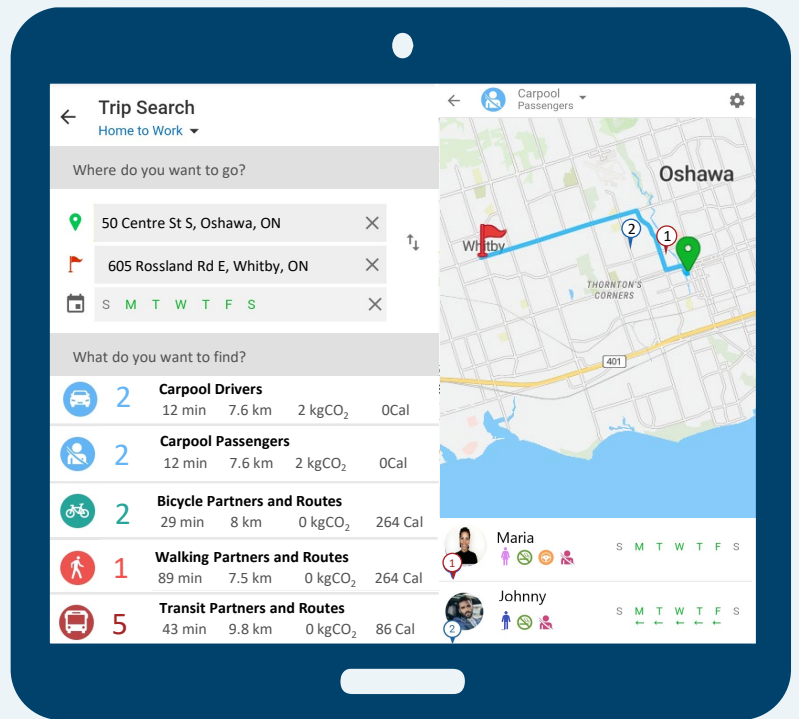 Trip Search
Home to Work
Where do you want to go?
50 Centre St S, Oshawa, ON
605 Rossland Rd E, Whitby, ON
S M T W T F S
What do you want to find?
2 Carpool Drivers
12 min 7.6 km 2 kgCO₂ 0Cal
2 Carpool Passengers
12 min 7.6 km 2 kgCO₂ 0Cal
2 Bicycle Partners and Routes
29 min 8 km 0 kgCO₂ 264 Cal
1 Walking Partners and Routes
89 min 7.5 km 0 kgCO₂ 264 Cal
5 Transit Partners and Routes
43 min 9.8 km 0 kgCO₂ 86 Cal
Carpool
Passengers
Oshawa
2
1
Whitby
THORNTON'S
CORNERS
401
Maria
S M T W T F S
1
Johnny
S M T W T F S
2